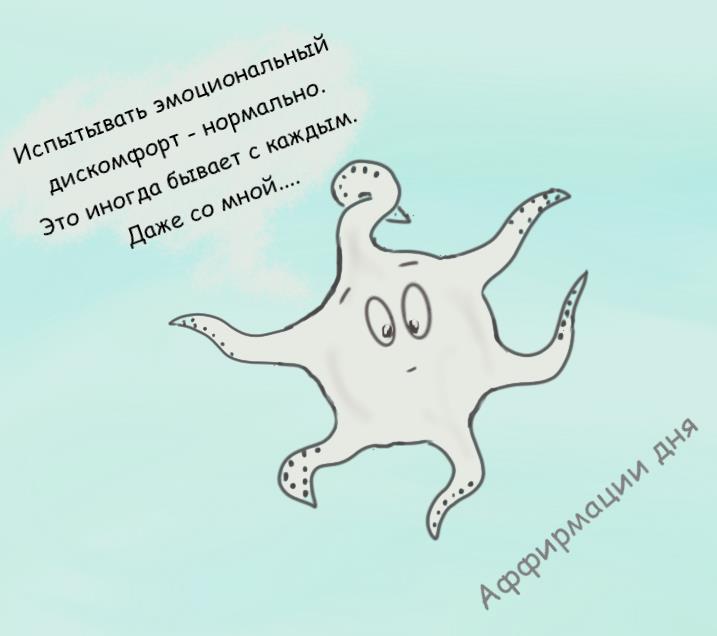 Испытывать эмоциональный
дискомфорт - нормально.
Это иногда бывает с каждым.
Даже со мной....
Аффирмации дня